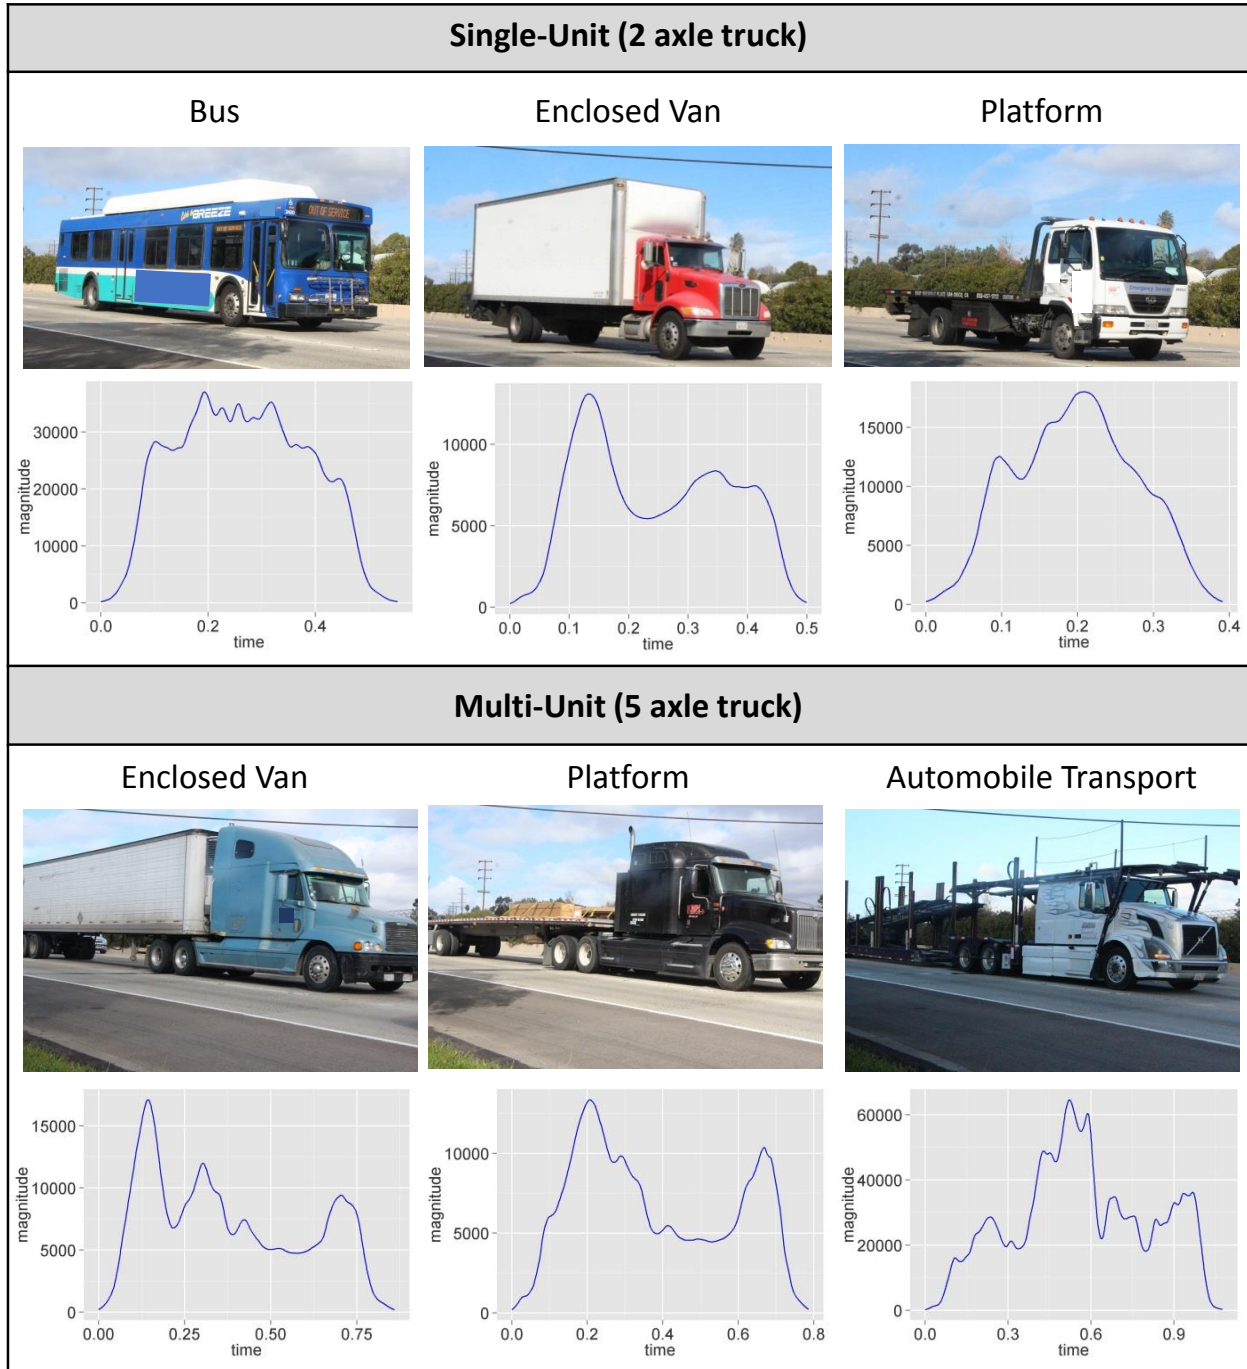 Single-Unit (2 axle truck)
Bus
Enclosed Van
Platform
BREEZE
OUT OF SERVICE
Emergency Service
30000
20000
10000
0
magnitude
0.0
0.2
0.4
time
10000
5000
0
magnitude
0.0
0.1
0.2
0.3
0.4
0.5
time
15000
10000
5000
0
magnitude
0.0
0.1
0.2
0.3
0.4
time
Multi-Unit (5 axle truck)
Enclosed Van
Platform
Automobile Transport
15000
10000
5000
0
magnitude
0.00
0.25
0.50
0.75
time
10000
5000
0
magnitude
0.0
0.2
0.4
0.6
0.8
time
60000
40000
20000
0
magnitude
0.0
0.3
0.6
0.9
time